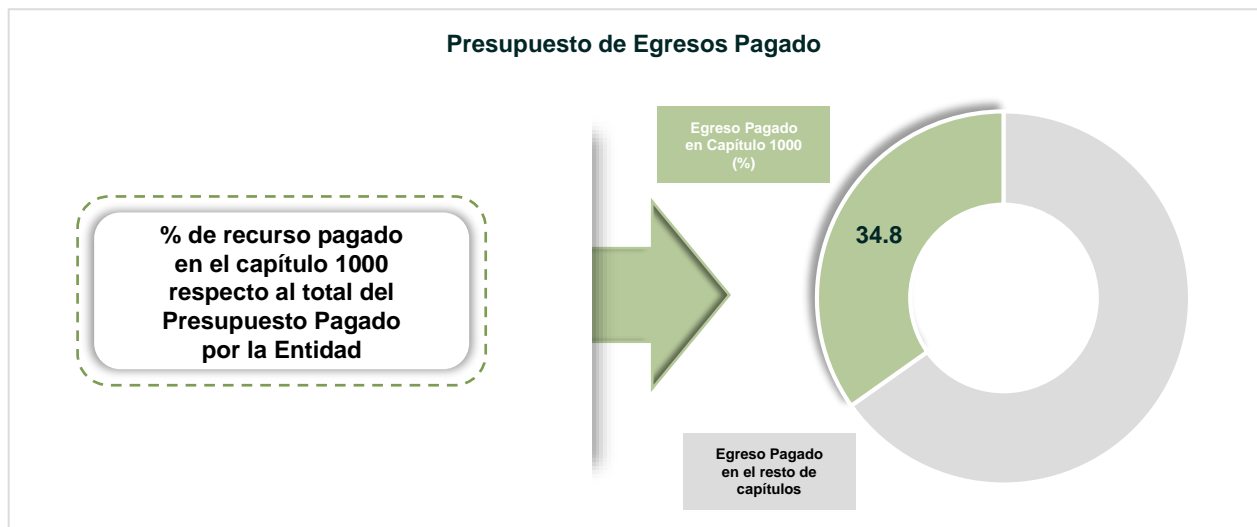 Presupuesto de Egresos Pagado
Egreso Pagado
en Capítulo 1000
(%)
% de recurso pagado
en el capítulo 1000
respecto al total del
Presupuesto Pagado
por la Entidad
34.8
Egreso Pagado
en el resto de
capítulos